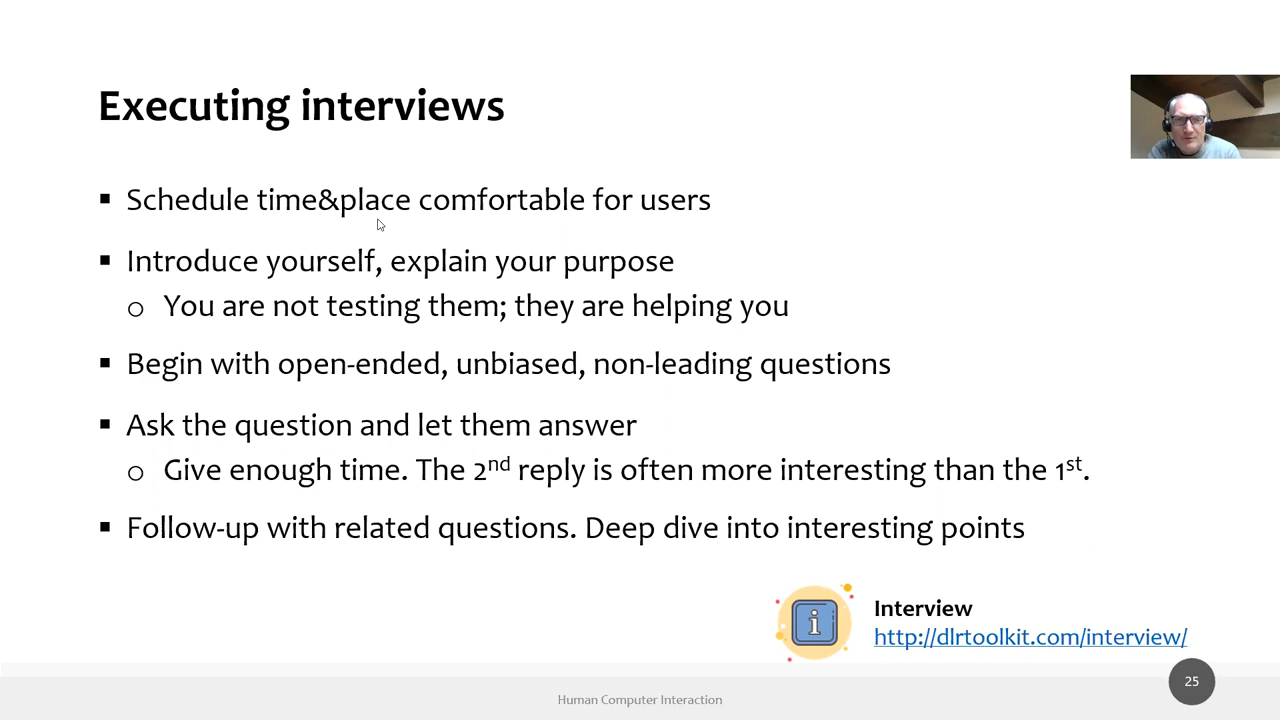 Executing interviews
▪ Schedule time&place comfortable for users
▪ Introduce yourself, explain your purpose
o You are not testing them; they are helping you
▪ Begin with open-ended, unbiased, non-leading questions
▪ Ask the question and let them answer
o Give enough time. The 2nd reply is often more interesting than the 1st.
▪ Follow-up with related questions. Deep dive into interesting points
i
Interview
http://dlrtoolkit.com/interview/
25
Human Computer Interaction